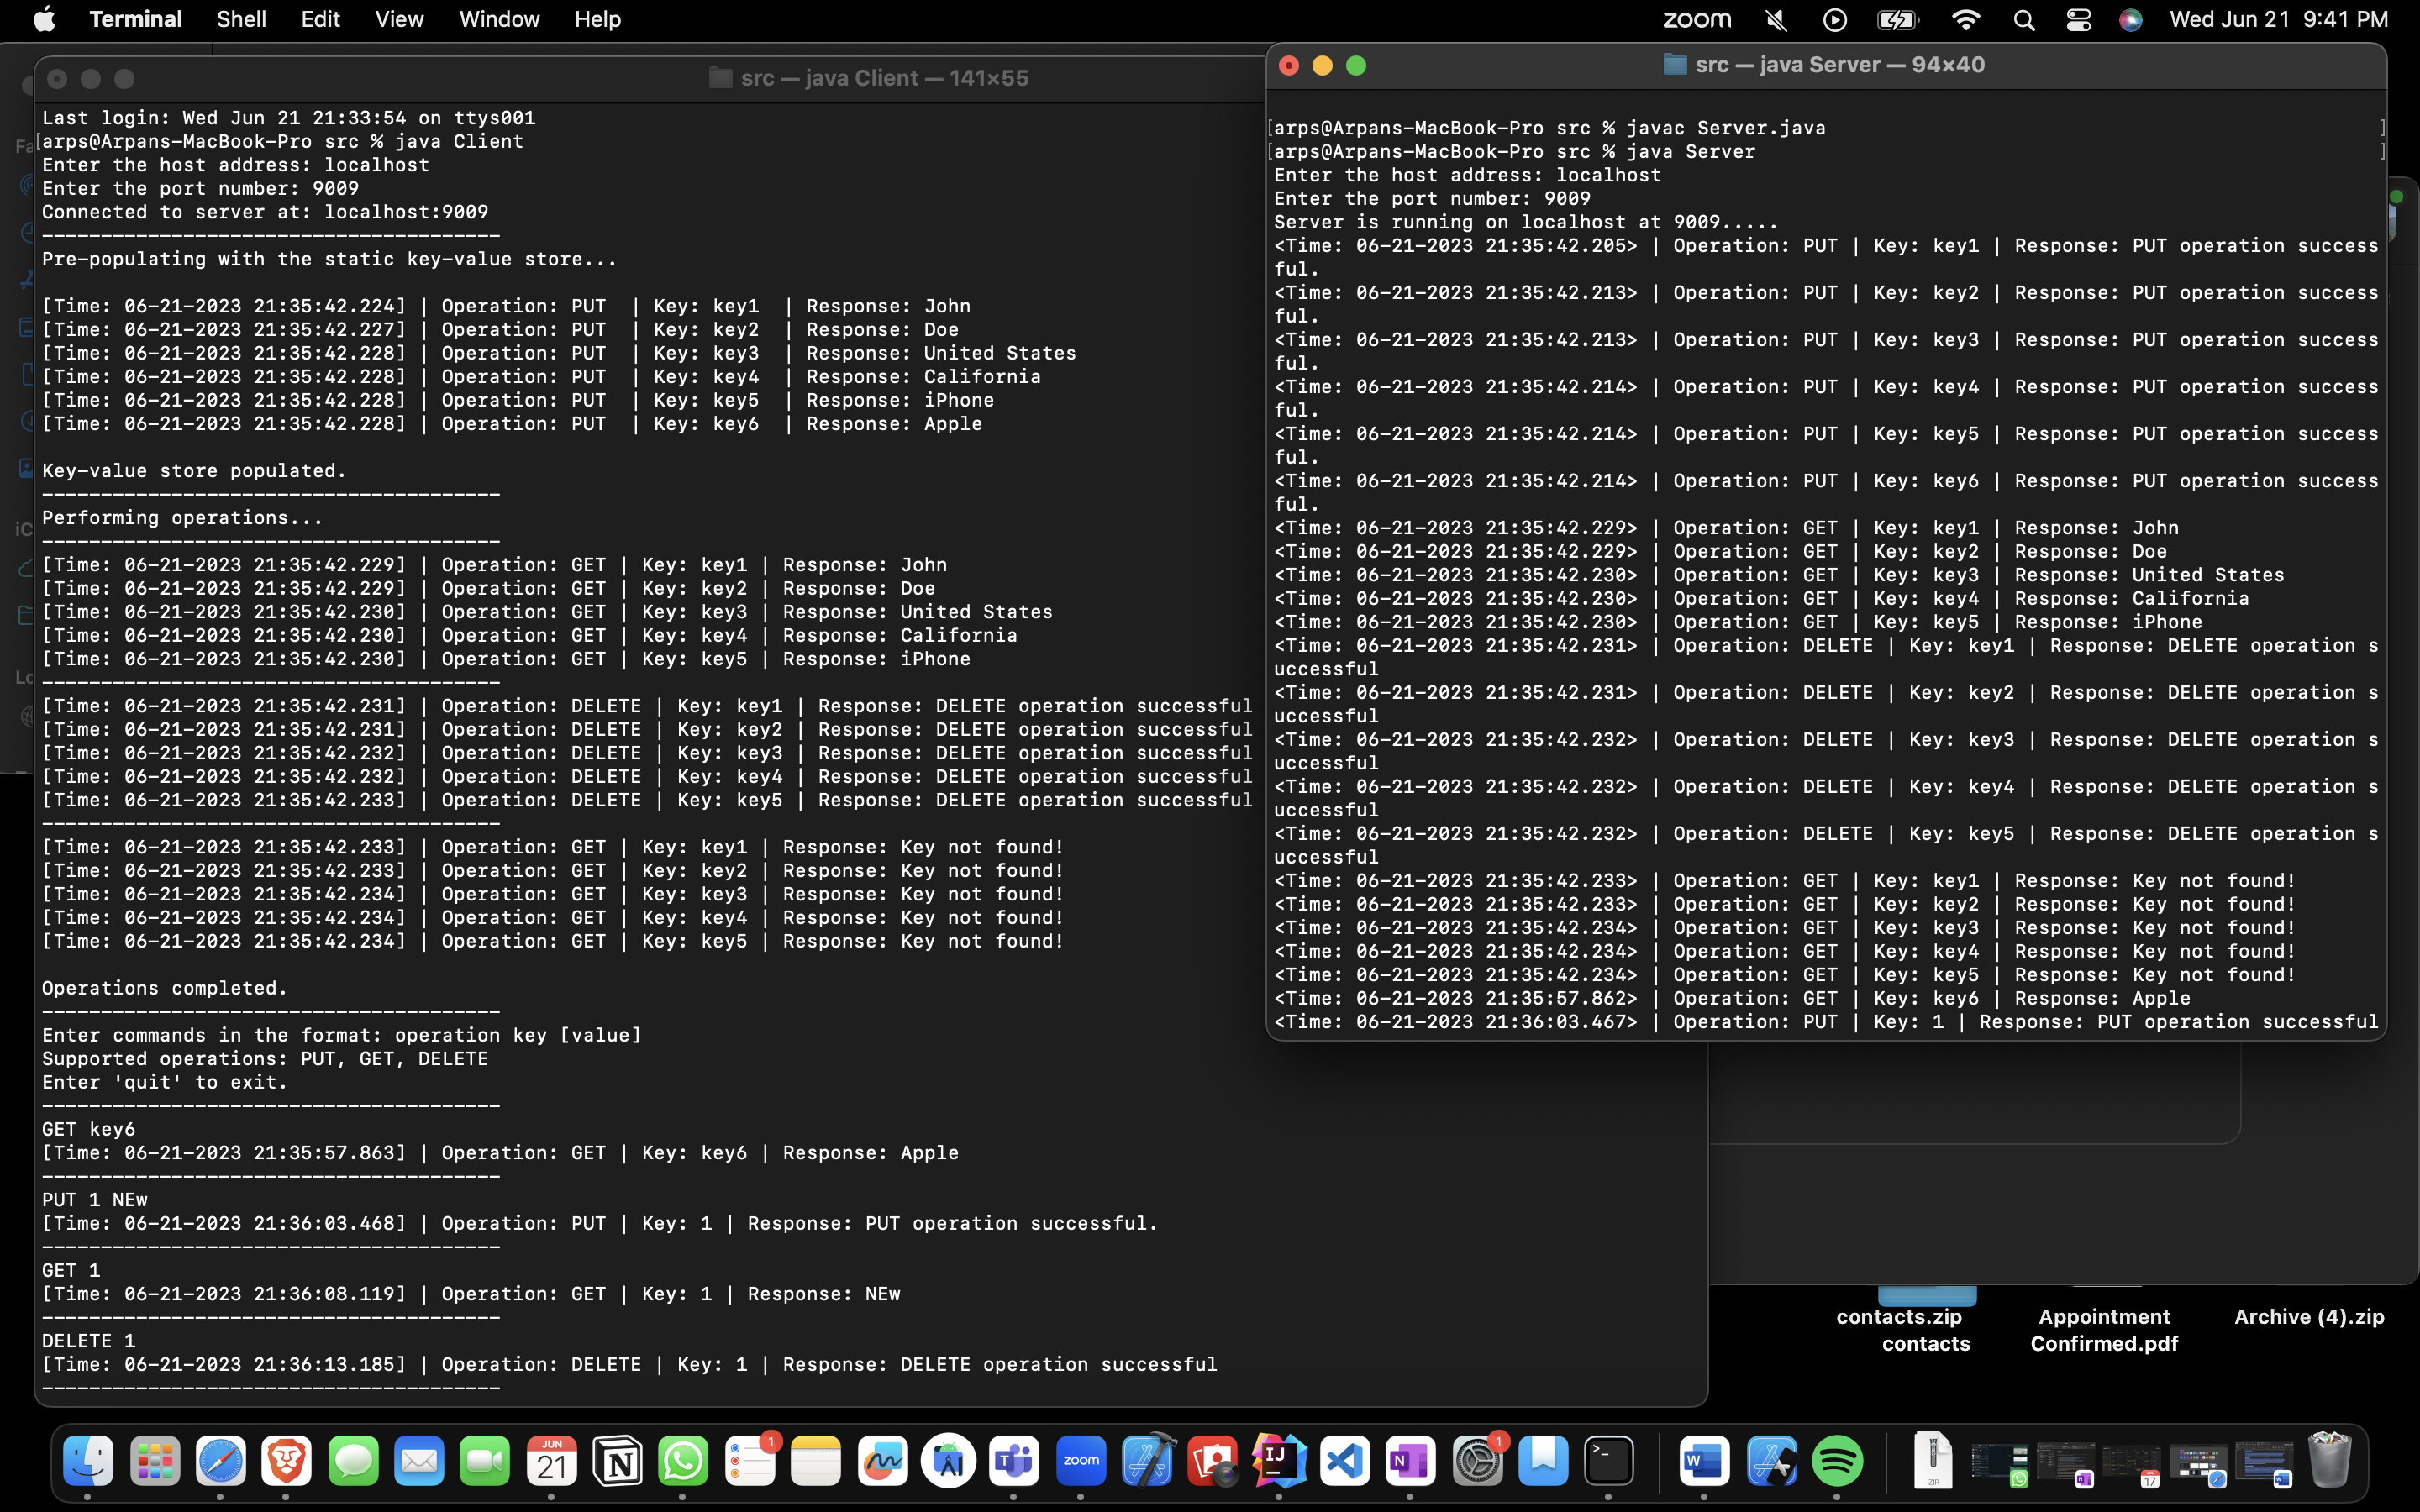 Terminal Shell Edit View Window Help
zoom Wed Jun 21 9:41 PM
src — java Client — 141×55
Last login: Wed Jun 21 21:33:54 on ttys001
[arps@Arpans-MacBook-Pro src % java Client
Enter the host address: localhost
Enter the port number: 9009
Connected to server at: localhost:9009
---------------------------------------
Pre-populating with the static key-value store...
[Time: 06-21-2023 21:35:42.224] | Operation: PUT  | Key: key1  | Response: John
[Time: 06-21-2023 21:35:42.227] | Operation: PUT  | Key: key2  | Response: Doe
[Time: 06-21-2023 21:35:42.228] | Operation: PUT  | Key: key3  | Response: United States
[Time: 06-21-2023 21:35:42.228] | Operation: PUT  | Key: key4  | Response: California
[Time: 06-21-2023 21:35:42.228] | Operation: PUT  | Key: key5  | Response: iPhone
[Time: 06-21-2023 21:35:42.228] | Operation: PUT  | Key: key6  | Response: Apple
Key-value store populated.
---------------------------------------
Performing operations...
---------------------------------------
[Time: 06-21-2023 21:35:42.229] | Operation: GET | Key: key1 | Response: John
[Time: 06-21-2023 21:35:42.229] | Operation: GET | Key: key2 | Response: Doe
[Time: 06-21-2023 21:35:42.230] | Operation: GET | Key: key3 | Response: United States
[Time: 06-21-2023 21:35:42.230] | Operation: GET | Key: key4 | Response: California
[Time: 06-21-2023 21:35:42.230] | Operation: GET | Key: key5 | Response: iPhone
---------------------------------------
[Time: 06-21-2023 21:35:42.231] | Operation: DELETE | Key: key1 | Response: DELETE operation successful
[Time: 06-21-2023 21:35:42.231] | Operation: DELETE | Key: key2 | Response: DELETE operation successful
[Time: 06-21-2023 21:35:42.232] | Operation: DELETE | Key: key3 | Response: DELETE operation successful
[Time: 06-21-2023 21:35:42.232] | Operation: DELETE | Key: key4 | Response: DELETE operation successful
[Time: 06-21-2023 21:35:42.233] | Operation: DELETE | Key: key5 | Response: DELETE operation successful
---------------------------------------
[Time: 06-21-2023 21:35:42.233] | Operation: GET | Key: key1 | Response: Key not found!
[Time: 06-21-2023 21:35:42.233] | Operation: GET | Key: key2 | Response: Key not found!
[Time: 06-21-2023 21:35:42.234] | Operation: GET | Key: key3 | Response: Key not found!
[Time: 06-21-2023 21:35:42.234] | Operation: GET | Key: key4 | Response: Key not found!
[Time: 06-21-2023 21:35:42.234] | Operation: GET | Key: key5 | Response: Key not found!
Operations completed.
---------------------------------------
Enter commands in the format: operation key [value]
Supported operations: PUT, GET, DELETE
Enter 'quit' to exit.
---------------------------------------
GET key6
[Time: 06-21-2023 21:35:57.863] | Operation: GET | Key: key6 | Response: Apple
---------------------------------------
PUT 1 NEw
[Time: 06-21-2023 21:36:03.468] | Operation: PUT | Key: 1 | Response: PUT operation successful.
---------------------------------------
GET 1
[Time: 06-21-2023 21:36:08.119] | Operation: GET | Key: 1 | Response: NEw
---------------------------------------
DELETE 1
[Time: 06-21-2023 21:36:13.185] | Operation: DELETE | Key: 1 | Response: DELETE operation successful
---------------------------------------
src — java Server — 94×40
[arps@Arpans-MacBook-Pro src % javac Server.java ]
[arps@Arpans-MacBook-Pro src % java Server ]
Enter the host address: localhost
Enter the port number: 9009
Server is running on localhost at 9009.....
<Time: 06-21-2023 21:35:42.205> | Operation: PUT | Key: key1 | Response: PUT operation success
ful.
<Time: 06-21-2023 21:35:42.213> | Operation: PUT | Key: key2 | Response: PUT operation success
ful.
<Time: 06-21-2023 21:35:42.213> | Operation: PUT | Key: key3 | Response: PUT operation success
ful.
<Time: 06-21-2023 21:35:42.214> | Operation: PUT | Key: key4 | Response: PUT operation success
ful.
<Time: 06-21-2023 21:35:42.214> | Operation: PUT | Key: key5 | Response: PUT operation success
ful.
<Time: 06-21-2023 21:35:42.214> | Operation: PUT | Key: key6 | Response: PUT operation success
ful.
<Time: 06-21-2023 21:35:42.229> | Operation: GET | Key: key1 | Response: John
<Time: 06-21-2023 21:35:42.229> | Operation: GET | Key: key2 | Response: Doe
<Time: 06-21-2023 21:35:42.230> | Operation: GET | Key: key3 | Response: United States
<Time: 06-21-2023 21:35:42.230> | Operation: GET | Key: key4 | Response: California
<Time: 06-21-2023 21:35:42.230> | Operation: GET | Key: key5 | Response: iPhone
<Time: 06-21-2023 21:35:42.231> | Operation: DELETE | Key: key1 | Response: DELETE operation s
uccessful
<Time: 06-21-2023 21:35:42.231> | Operation: DELETE | Key: key2 | Response: DELETE operation s
uccessful
<Time: 06-21-2023 21:35:42.232> | Operation: DELETE | Key: key3 | Response: DELETE operation s
uccessful
<Time: 06-21-2023 21:35:42.232> | Operation: DELETE | Key: key4 | Response: DELETE operation s
uccessful
<Time: 06-21-2023 21:35:42.232> | Operation: DELETE | Key: key5 | Response: DELETE operation s
uccessful
<Time: 06-21-2023 21:35:42.233> | Operation: GET | Key: key1 | Response: Key not found!
<Time: 06-21-2023 21:35:42.233> | Operation: GET | Key: key2 | Response: Key not found!
<Time: 06-21-2023 21:35:42.234> | Operation: GET | Key: key3 | Response: Key not found!
<Time: 06-21-2023 21:35:42.234> | Operation: GET | Key: key4 | Response: Key not found!
<Time: 06-21-2023 21:35:42.234> | Operation: GET | Key: key5 | Response: Key not found!
<Time: 06-21-2023 21:35:57.862> | Operation: GET | Key: key6 | Response: Apple
<Time: 06-21-2023 21:36:03.467> | Operation: PUT | Key: 1 | Response: PUT operation successful
Fa
iC
Lo
contacts.zip
contacts
Appointment
Confirmed.pdf
Archive (4).zip
JUN
21
1
zoom
IJ
N
1
W
ZIP
17